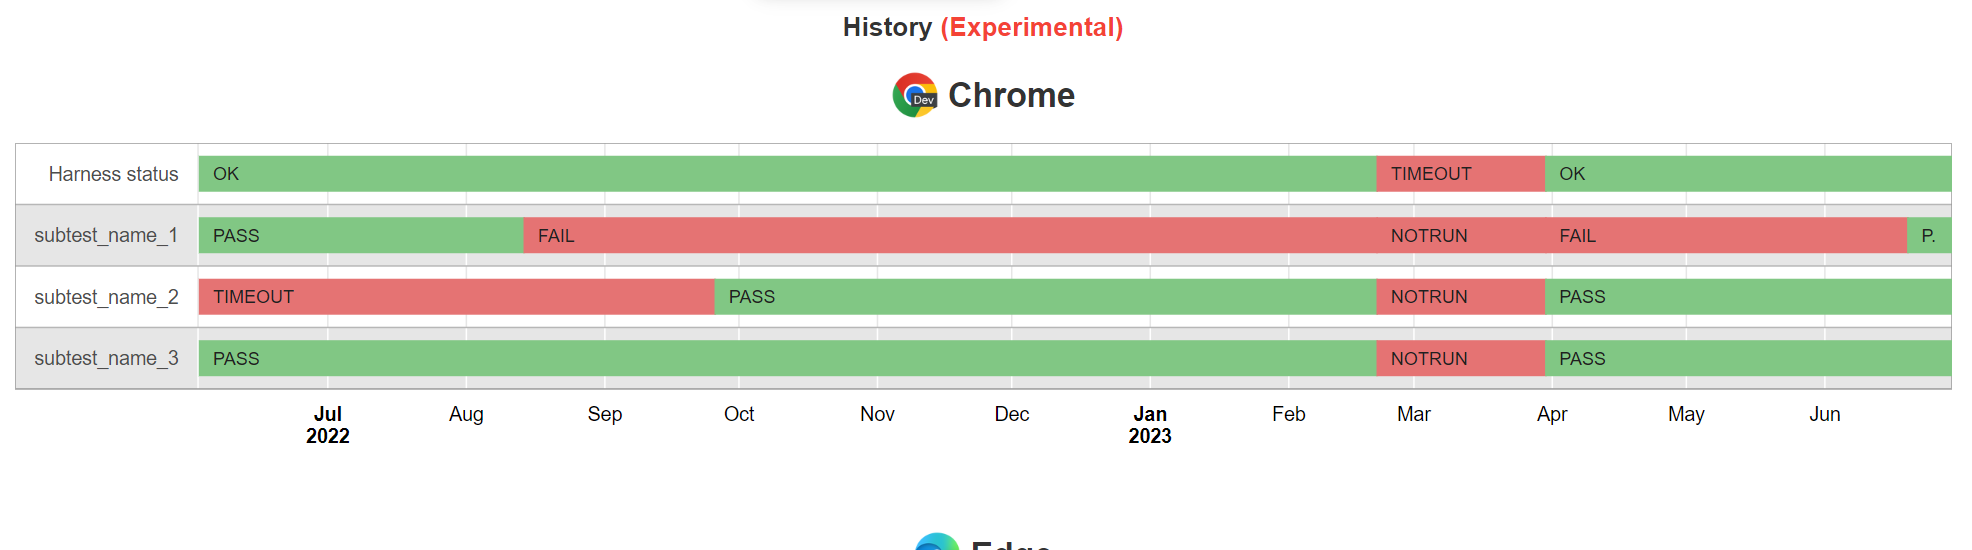 History (Experimental)
Dev Chrome
Harness status OK TIMEOUT OK
subtest_name_1 PASS FAIL NOTRUN FAIL P.
subtest_name_2 TIMEOUT PASS NOTRUN PASS
subtest_name_3 PASS NOTRUN PASS
Jul Aug Sep Oct Nov Dec Jan Feb Mar Apr May Jun
2022 2023
Edge